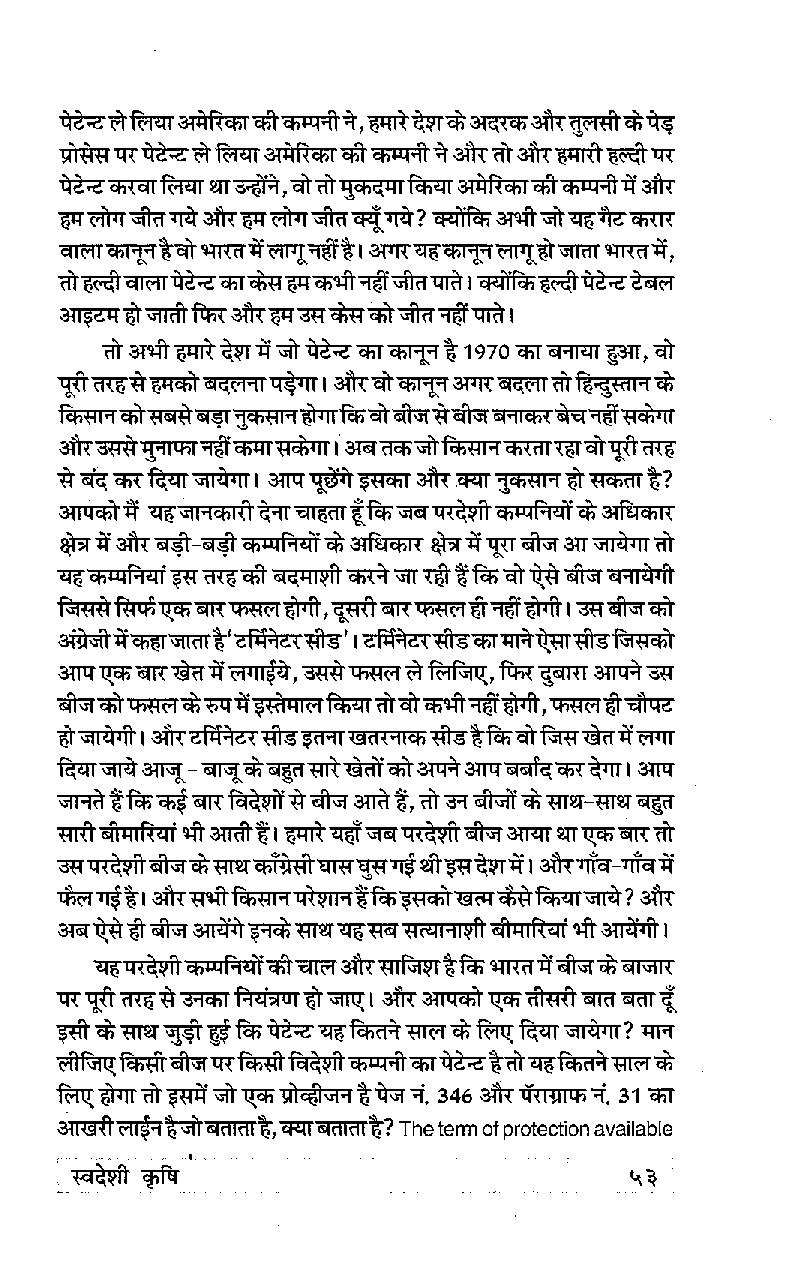 पेटेन्ट ले लिया अमेरिका की कम्पनी ने, हमारे देश के अदरक और तुलसी के पेड़
प्रोसेस पर पेटेन्ट ले लिया अमेरिका की कम्पनी ने और तो और हमारी हल्दी पर
पेटेन्ट करवा लिया था उन्होंने, वो तो मुकदमा किया अमेरिका की कम्पनी में और
हम लोग जीत गये और हम लोग जीत क्यूँ गये? क्योंकि अभी जो यह गैट करार
वाला कानून है वो भारत में लागू नहीं है। अगर यह कानून लागू हो जाता भारत में,
तो हल्दी वाला पेटेन्ट का केस हम कभी नहीं जीत पाते। क्योंकि हल्दी पेटेन्ट टेबल
आइटम हो जाती फिर और हम उस केस को जीत नहीं पाते।
तो अभी हमारे देश में जो पेटेन्ट का कानून है 1970 का बनाया हुआ, वो
पूरी तरह से हमको बदलना पड़ेगा। और वो कानून अगर बदला तो हिन्दुस्तान के
किसान को सबसे बड़ा नुकसान होगा कि वो बीज से बीज बनाकर बेच नहीं सकेगा
और उससे मुनाफा नहीं कमा सकेगा। अब तक जो किसान करता रहा वो पूरी तरह
से बंद कर दिया जायेगा। आप पूछेंगे इसका और क्या नुकसान हो सकता है?
आपको मैं यह जानकारी देना चाहता हूँ कि जब परदेशी कम्पनियों के अधिकार
क्षेत्र में और बड़ी-बड़ी कम्पनियों के अधिकार क्षेत्र में पूरा बीज आ जायेगा तो
यह कम्पनियां इस तरह की बदमाशी करने जा रही हैं कि वो ऐसे बीज बनायेगी
जिससे सिर्फ एक बार फसल होगी, दूसरी बार फसल ही नहीं होगी। उस बीज को
अंग्रेजी में कहा जाता है 'टर्मिनेटर सीड'। टर्मिनेटर सीड का माने ऐसा सीड जिसको
आप एक बार खेत में लगाईये, उससे फसल ले लिजिए, फिर दुबारा आपने उस
बीज को फसल के रुप में इस्तेमाल किया तो वो कभी नहीं होगी, फसल ही चौपट
हो जायेगी। और टर्मिनेटर सीड इतना खतरनाक सीड है कि वो जिस खेत में लगा
दिया जाये आजू - बाजू के बहुत सारे खेतों को अपने आप बर्बाद कर देगा। आप
जानते हैं कि कई बार विदेशों से बीज आते हैं, तो उन बीजों के साथ-साथ बहुत
सारी बीमारियां भी आती हैं। हमारे यहाँ जब परदेशी बीज आया था एक बार तो
उस परदेशी बीज के साथ काँग्रेसी घास घुस गई थी इस देश में। और गाँव-गाँव में
फैल गई है। और सभी किसान परेशान हैं कि इसको खत्म कैसे किया जाये? और
अब ऐसे ही बीज आयेंगे इनके साथ यह सब सत्यानाशी बीमारियां भी आयेंगी।
यह परदेशी कम्पनियों की चाल और साजिश है कि भारत में बीज के बाजार
पर पूरी तरह से उनका नियंत्रण हो जाए। और आपको एक तीसरी बात बता दूँ
इसी के साथ जुड़ी हुई कि पेटेन्ट यह कितने साल के लिए दिया जायेगा? मान
लीजिए किसी बीज पर किसी विदेशी कम्पनी का पेटेन्ट है तो यह कितने साल के
लिए होगा तो इसमें जो एक प्रोव्हीजन है पेज नं. 346 और पॅराग्राफ नं. 31 का
आखरी लाईन है जो बताता है, क्या बताता है? The term of protection available
स्वदेशी कृषि ५३